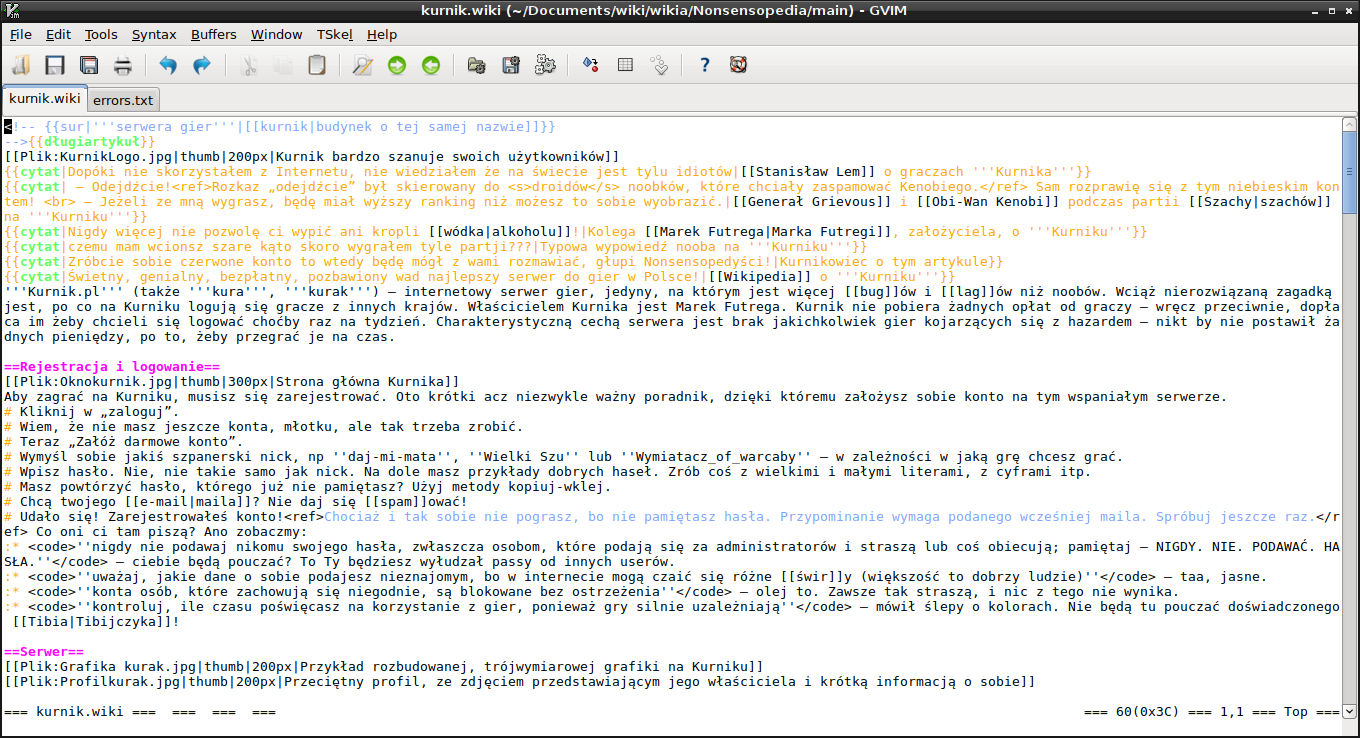 kurnik.wiki (~/Documents/wiki/wikia/Nonsensopedia/main) - GVIM
File Edit Tools Syntax Buffers Window TSkel Help
kurnik.wiki errors.txt
<!-- {{sur|'''serwera gier'''|[[kurnik|budynek o tej samej nazwie]]}}
-->{{długiartykuł}}
[[Plik:KurnikLogo.jpg|thumb|200px|Kurnik bardzo szanuje swoich użytkowników]]
{{cytat|Dopóki nie skorzystałem z Internetu, nie wiedziałem że na świecie jest tylu idiotów|[[Stanisław Lem]] o graczach '''Kurnika'''}}
{{cytat| – Odejdźcie!<ref>Rozkaz „odejdźcie” był skierowany do <s>droidów</s> noobków, które chciały zaspamować Kenobiego.</ref> Sam rozprawię się z tym niebieskim kon
tem! <br> – Jeżeli ze mną wygrasz, będę miał wyższy ranking niż możesz to sobie wyobrazić.|[[Generał Grievous]] i [[Obi-Wan Kenobi]] podczas partii [[Szachy|szachów]]
na '''Kurniku'''}}
{{cytat|Nigdy więcej nie pozwolę ci wypić ani kropli [[wódka|alkoholu]]!|Kolega [[Marek Futrega|Marka Futregi]], założyciela, o '''Kurniku'''}}
{{cytat|czemu mam wcionsz szare kąto skoro wygrałem tyle partji???|Typowa wypowiedź nooba na '''Kurniku'''}}
{{cytat|Zróbcie sobie czerwone konto to wtedy będę mógł z wami rozmawiać, głupi Nonsensopedyści!|Kurnikowiec o tym artykule}}
{{cytat|Świetny, genialny, bezpłatny, pozbawiony wad najlepszy serwer do gier w Polsce!|[[Wikipedia]] o '''Kurniku'''}}
'''Kurnik.pl''' (także '''kura''', '''kurak''') – internetowy serwer gier, jedyny, na którym jest więcej [[bug]]ów i [[lag]]ów niż noobów. Wciąż nierozwiązaną zagadką
jest, po co na Kurniku logują się gracze z innych krajów. Właścicielem Kurnika jest Marek Futrega. Kurnik nie pobiera żadnych opłat od graczy – wręcz przeciwnie, dopła
ca im żeby chcieli się logować choćby raz na tydzień. Charakterystyczną cechą serwera jest brak jakichkolwiek gier kojarzących się z hazardem – nikt by nie postawił ża
dnych pieniędzy, po to, żeby przegrać je na czas.
==Rejestracja i logowanie==
[[Plik:Oknokurnik.jpg|thumb|300px|Strona główna Kurnika]]
Aby zagrać na Kurniku, musisz się zarejestrować. Oto krótki acz niezwykle ważny poradnik, dzięki któremu założysz sobie konto na tym wspaniałym serwerze.
# Kliknij w „zaloguj”.
# Wiem, że nie masz jeszcze konta, młotku, ale tak trzeba zrobić.
# Teraz „Załóż darmowe konto”.
# Wymyśl sobie jakiś szpanerski nick, np ''daj-mi-mata'', ''Wielki Szu'' lub ''Wymiatacz_of_warcaby'' – w zależności w jaką grę chcesz grać.
# Wpisz hasło. Nie, nie takie samo jak nick. Na dole masz przykłady dobrych haseł. Zrób coś z wielkimi i małymi literami, z cyframi itp.
# Masz powtórzyć hasło, którego już nie pamiętasz? Użyj metody kopiuj-wklej.
# Chcą twojego [[e-mail|maila]]? Nie daj się [[spam]]ować!
# Udało się! Zarejestrowałeś konto!<ref>Chociaż i tak sobie nie pograsz, bo nie pamiętasz hasła. Przypominanie wymaga podanego wcześniej maila. Spróbuj jeszcze raz.</r
ef> Co oni ci tam piszą? Ano zobaczmy:
:* <code>''nigdy nie podawaj nikomu swojego hasła, zwłaszcza osobom, które podają się za administratorów i straszą lub coś obiecują; pamiętaj – NIGDY. NIE. PODAWAĆ. HA
SŁA.''</code> – ciebie będą pouczać? To Ty będziesz wyłudzał passy od innych userów.
:* <code>''uważaj, jakie dane o sobie podajesz nieznajomym, bo w internecie mogą czaić się różne [[świr]]y (większość to dobrzy ludzie)''</code> – taa, jasne.
:* <code>''konta osób, które zachowują się niegodnie, są blokowane bez ostrzeżenia''</code> – olej to. Zawsze tak straszą, i nic z tego nie wynika.
:* <code>''kontroluj, ile czasu poświęcasz na korzystanie z gier, ponieważ gry silnie uzależniają''</code> – mówił ślepy o kolorach. Nie będą tu pouczać doświadczonego
[[Tibia|Tibijczyka]]!
==Serwer==
[[Plik:Grafika kurak.jpg|thumb|200px|Przykład rozbudowanej, trójwymiarowej grafiki na Kurniku]]
[[Plik:Profilkurak.jpg|thumb|200px|Przeciętny profil, ze zdjęciem przedstawiającym jego właściciela i krótką informacją o sobie]]
=== kurnik.wiki ===  ===  ===  === === 60(0x3C) === 1,1 === Top ===